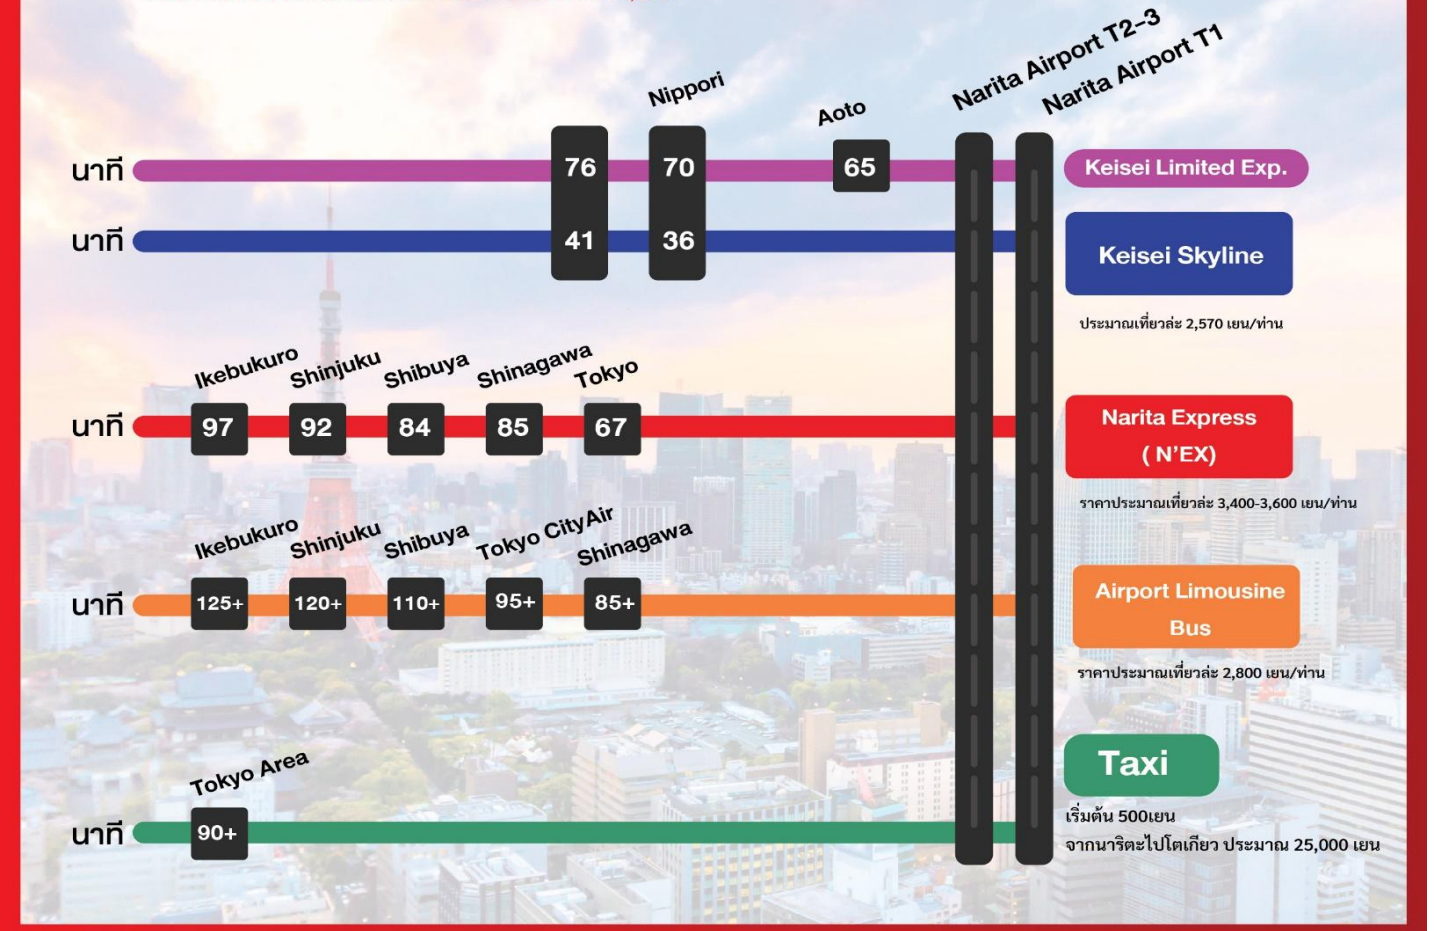 Narita Airport T2-3
Narita Airport T1
Nippori
Aoto
นาที
76
70
65
Keisei Limited Exp.
นาที
41
36
Keisei Skyline
ประมาณเที่ยวล่ะ 2,570 เยน/ท่าน
Ikebukuro
Shinjuku
Shibuya
Shinagawa
Tokyo
นาที
97
92
84
85
67
Narita Express
( N'EX)
ราคาประมาณเที่ยวล่ะ 3,400-3,600 เยน/ท่าน
Ikebukuro
Shinjuku
Shibuya
Tokyo CityAir
Shinagawa
นาที
125+
120+
110+
95+
85+
Airport Limousine
Bus
ราคาประมาณเที่ยวล่ะ 2,800 เยน/ท่าน
Tokyo Area
นาที
90+
Taxi
เริ่มต้น 500เยน
จากนาริตะไปโตเกียว ประมาณ 25,000 เยน